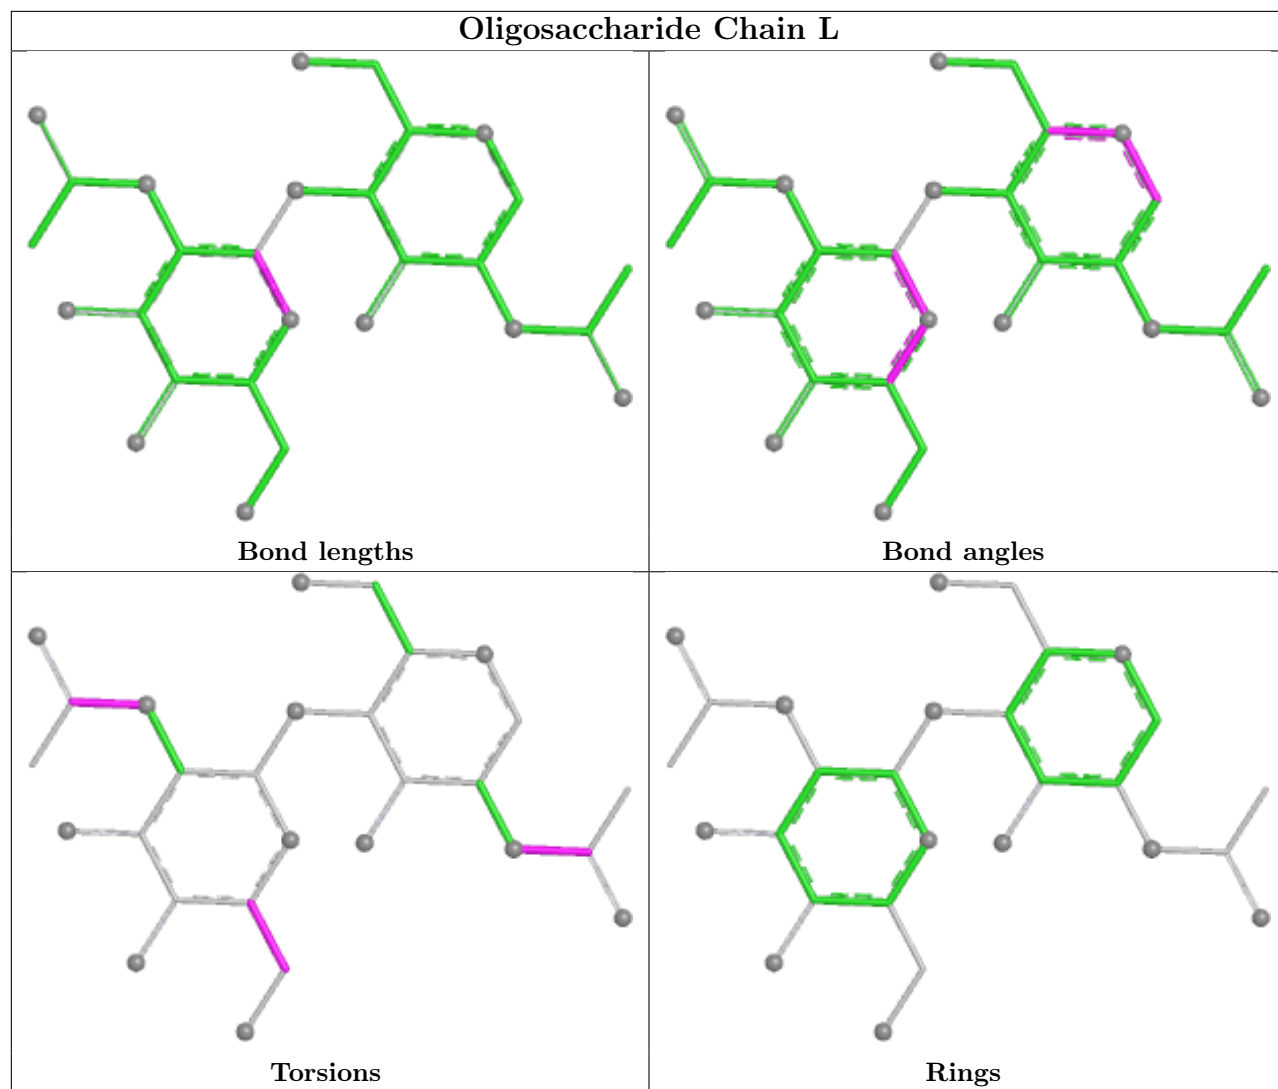 Oligosaccharide Chain L
Bond lengths
Bond angles
Torsions
Rings